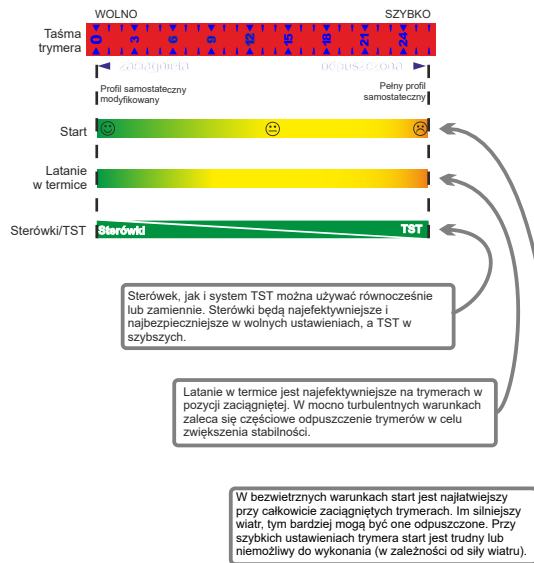 WOLNO SZYBKO
Taśma
trymera
0 3 6 9 12 15 18 21 24
zaciągnięta odpuszczona
Profil samostateczny
modyfikowany
Pełny profil
samostateczny
Start
Latanie
w termice
Sterówki/TST
Sterówki TST
Sterówek, jak i system TST można używać równocześnie
lub zamiennie. Sterówki będą najefektywniejsze i
najbezpieczniejsze w wolnych ustawieniach, a TST w
szybszych.
Latanie w termice jest najefektywniejsze na trymerach w
pozycji zaciągniętej. W mocno turbulentnych warunkach
zaleca się częściowe odpuszczenie trymerów w celu
zwiększenia stabilności.
W bezwietrznych warunkach start jest najłatwiejszy
przy całkowicie zaciągniętych trymerach. Im silniejszy
wiatr, tym bardziej mogą być one odpuszczone. Przy
szybkich ustawieniach trymera start jest trudny lub
niemożliwy do wykonania (w zależności od siły wiatru).